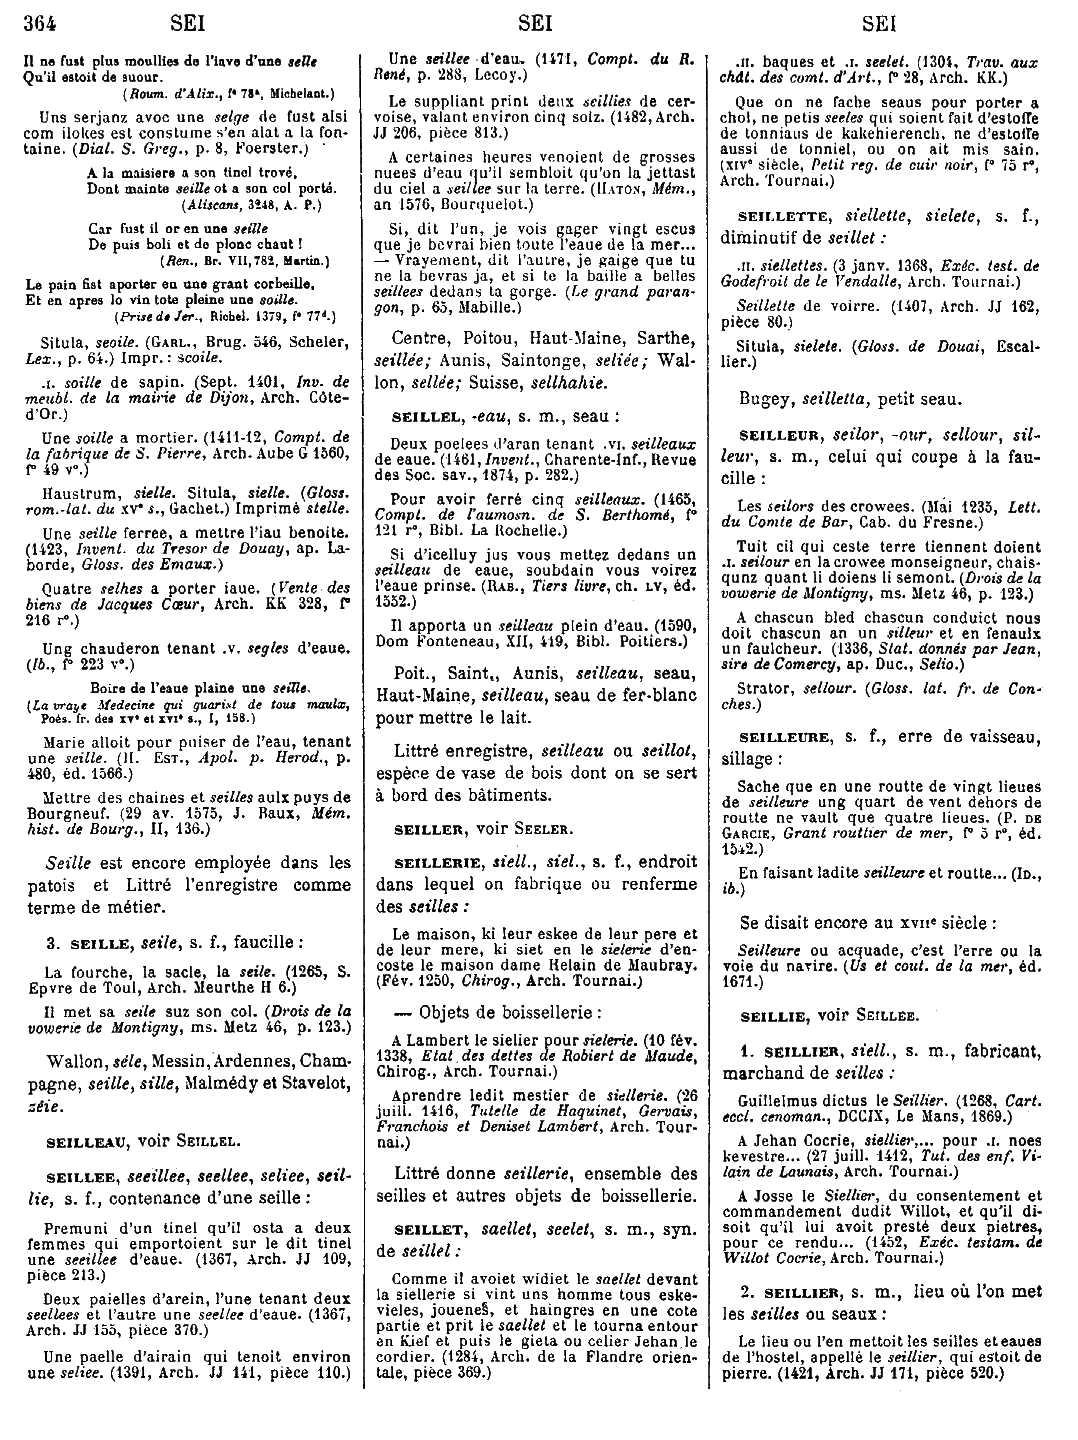 364 SEI SEI SEI
Il ne fust plus moullies de l'iave d'une selle
Qu'il estoit de suour.
(Roum. d'Alix., f° 78ª, Michelant.)
Uns serjanz avoc une selge de fust alsi
com ilokes est constume s'en alat a la fon-
taine. (Dial. S. Greg., p. 8, Foerster.)
A la maisiere a son tinel trové,
Dont mainte seille ot a son col porté.
(Aliscans, 3248, A. P.)
Car fust il or en une seille
De puis boli et de plonc chaut !
(Ren., Br. VII, 782, Martin.)
Le pain fist aporter en une grant corbeille,
Et en apres lo vin tote pleine une soille.
(Prise de Jer., Richel. 1379, f° 77ᵈ.)
Situla, seoile. (GARL., Brug. 546, Scheler,
Lex., p. 64.) Impr. : scoile.
.I. soille de sapin. (Sept. 1401, Inv. de
meubl. de la mairie de Dijon, Arch. Côte-
d'Or.)
Une soille a mortier. (1411-12, Compt. de
la fabrique de S. Pierre, Arch. Aube G 1560,
f° 49 v°.)
Haustrum, sielle. Situla, sielle. (Gloss.
rom.-lat. du XVᵉ s., Gachet.) Imprimé stelle.
Une seille ferree, a mettre l'iau benoite.
(1423, Invent. du Tresor de Douay, ap. La-
borde, Gloss. des Emaux.)
Quatre selhes a porter iaue. (Vente des
biens de Jacques Cœur, Arch. KK 328, f°
216 r°.)
Ung chauderon tenant .V. segles d'eaue.
(Ib., f° 223 v°.)
Boire de l'eaue plaine une seille.
(La vraye Medecine qui guarist de tous maulx,
Poés. fr. des XVᵉ et XVIᵉ s., I, 158.)
Marie alloit pour puiser de l'eau, tenant
une seille. (H. EST., Apol. p. Herod., p.
480, éd. 1566.)
Mettre des chaines et seilles aulx puys de
Bourgneuf. (29 av. 1575, J. Baux, Mém.
hist. de Bourg., II, 136.)
Seille est encore employée dans les
patois et Littré l'enregistre comme
terme de métier.
3. SEILLE, seile, s. f., faucille :
La fourche, la sacle, la seile. (1265, S.
Epvre de Toul, Arch. Meurthe H 6.)
Il met sa seile suz son col. (Drois de la
vowerie de Montigny, ms. Metz 46, p. 123.)
Wallon, séle, Messin, Ardennes, Cham-
pagne, seille, sille, Malmédy et Stavelot,
zéie.
SEILLEAU, voir SEILLEL.
SEILLEE, seeillee, seellee, seliee, seil-
lie, s. f., contenance d'une seille :
Premuni d'un tinel qu'il osta a deux
femmes qui emportoient sur le dit tinel
une seeillee d'eaue. (1367, Arch. JJ 109,
pièce 213.)
Deux paielles d'arein, l'une tenant deux
seellees et l'autre une seellee d'eaue. (1367,
Arch. JJ 155, pièce 370.)
Une paelle d'airain qui tenoit environ
une seliee. (1391, Arch. JJ 141, pièce 110.)
Une seillee d'eau. (1471, Compt. du R.
René, p. 288, Lecoy.)
Le suppliant print deux seillies de cer-
voise, valant environ cinq solz. (1482, Arch.
JJ 206, pièce 813.)
A certaines heures venoient de grosses
nuees d'eau qu'il sembloit qu'on la jettast
du ciel a seillee sur la terre. (HATON, Mém.,
an 1576, Bourquelot.)
Si, dit l'un, je vois gager vingt escus
que je bevrai bien toute l'eaue de la mer...
— Vrayement, dit l'autre, je gaige que tu
ne la bevras ja, et si te la baille a belles
seillees dedans ta gorge. (Le grand paran-
gon, p. 65, Mabille.)
Centre, Poitou, Haut-Maine, Sarthe,
seillée; Aunis, Saintonge, seliée; Wal-
lon, sellée; Suisse, sellhahie.
SEILLEL, -eau, s. m., seau :
Deux poelees d'aran tenant .VI. seilleaux
de eaue. (1461, Invent., Charente-Inf., Revue
des Soc. sav., 1874, p. 282.)
Pour avoir ferré cinq seilleaux. (1465,
Compt. de l'aumosn. de S. Berthomé, f°
121 r°, Bibl. La Rochelle.)
Si d'icelluy jus vous mettez dedans un
seilleau de eaue, soubdain vous voirez
l'eaue prinse. (RAB., Tiers livre, ch. LV, éd.
1552.)
Il apporta un seilleau plein d'eau. (1590,
Dom Fonteneau, XII, 419, Bibl. Poitiers.)
Poit., Saint., Aunis, seilleau, seau,
Haut-Maine, seilleau, seau de fer-blanc
pour mettre le lait.
Littré enregistre, seilleau ou seillot,
espèce de vase de bois dont on se sert
à bord des bâtiments.
SEILLER, voir SEELER.
SEILLERIE, siell., siel., s. f., endroit
dans lequel on fabrique ou renferme
des seilles :
Le maison, ki leur eskee de leur pere et
de leur mere, ki siet en le sielerie d'en-
coste le maison dame Helain de Maubray.
(Fév. 1250, Chirog., Arch. Tournai.)
— Objets de boissellerie :
A Lambert le sielier pour sielerie. (10 fév.
1338, Etat des dettes de Robiert de Maude,
Chirog., Arch. Tournai.)
Aprendre ledit mestier de siellerie. (26
juill. 1416, Tutelle de Haquinet, Gervais,
Franchois et Deniset Lambert, Arch. Tour-
nai.)
Littré donne seillerie, ensemble des
seilles et autres objets de boissellerie.
SEILLET, saellet, seelet, s. m., syn.
de seillel :
Comme il avoiet widiet le saellet devant
la siellerie si vint uns homme tous eske-
vieles, jouenes, et haingres en une cote
partie et prit le saellet et le tourna entour
en Kief et puis le gieta ou celier Jehan le
cordier. (1284, Arch. de la Flandre orien-
tale, pièce 369.)
.II. baques et .I. seelet. (1304, Trav. aux
chât. des comt. d'Art., f° 28, Arch. KK.)
Que on ne fache seaus pour porter a
chol, ne petis seeles qui soient fait d'estoffe
de tonniaus de kakehierench, ne d'estoffe
aussi de tonniel, ou on ait mis sain.
(XIVᵉ siècle, Petit reg. de cuir noir, f° 75 r°,
Arch. Tournai.)
SEILLETTE, siellette, sielete, s. f.,
diminutif de seillet :
.II. siellettes. (3 janv. 1368, Exéc. test. de
Godefroit de le Vendalle, Arch. Tournai.)
Seillette de voirre. (1407, Arch. JJ 162,
pièce 80.)
Situla, sielete. (Gloss. de Douai, Escal-
lier.)
Bugey, seilletta, petit seau.
SEILLEUR, seilor, -our, sellour, sil-
leur, s. m., celui qui coupe à la fau-
cille :
Les seilors des crowees. (Mai 1235, Lett.
du Comte de Bar, Cab. du Fresne.)
Tuit cil qui ceste terre tiennent doient
.I. seilour en la crowee monseigneur, chais-
qunz quant li doiens li semont. (Drois de la
vowerie de Montigny, ms. Metz 46, p. 123.)
A chascun bled chascun conduict nous
doit chascun an un silleur et en fenaulx
un faulcheur. (1336, Stat. donnés par Jean,
sire de Comercy, ap. Duc., Selio.)
Strator, sellour. (Gloss. lat. fr. de Con-
ches.)
SEILLEURE, s. f., erre de vaisseau,
sillage :
Sache que en une routte de vingt lieues
de seilleure ung quart de vent dehors de
routte ne vault que quatre lieues. (P. DE
GARCIE, Grant routtier de mer, f° 5 r°, éd.
1542.)
En faisant ladite seilleure et routte... (ID.,
ib.)
Se disait encore au XVIIᵉ siècle :
Seilleure ou acquade, c'est l'erre ou la
voie du navire. (Us et cout. de la mer, éd.
1671.)
SEILLIE, voir SEILLEE.
1. SEILLIER, siell., s. m., fabricant,
marchand de seilles :
Guillelmus dictus le Seillier. (1268, Cart.
eccl. cenoman., DCCIX, Le Mans, 1869.)
A Jehan Cocrie, siellier,... pour .I. noes
kevestre... (27 juill. 1412, Tut. des enf. Vi-
lain de Launais, Arch. Tournai.)
A Josse le Siellier, du consentement et
commandement dudit Willot, et qu'il di-
soit qu'il lui avoit presté deux pietres,
pour ce rendu... (1452, Exéc. testam. de
Willot Cocrie, Arch. Tournai.)
2. SEILLIER, s. m., lieu où l'on met
les seilles ou seaux :
Le lieu ou l'en mettoit les seilles et eaues
de l'hostel, appellé le seillier, qui estoit de
pierre. (1421, Arch. JJ 171, pièce 520.)